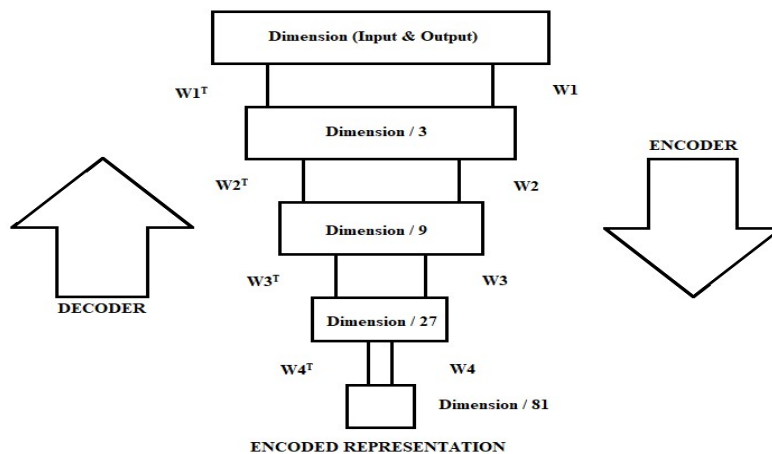 Dimension (Input & Output)
W1ᵀ
W1
Dimension / 3
ENCODER
W2ᵀ
W2
Dimension / 9
W3ᵀ
W3
DECODER
Dimension / 27
W4ᵀ
W4
Dimension / 81
ENCODED REPRESENTATION